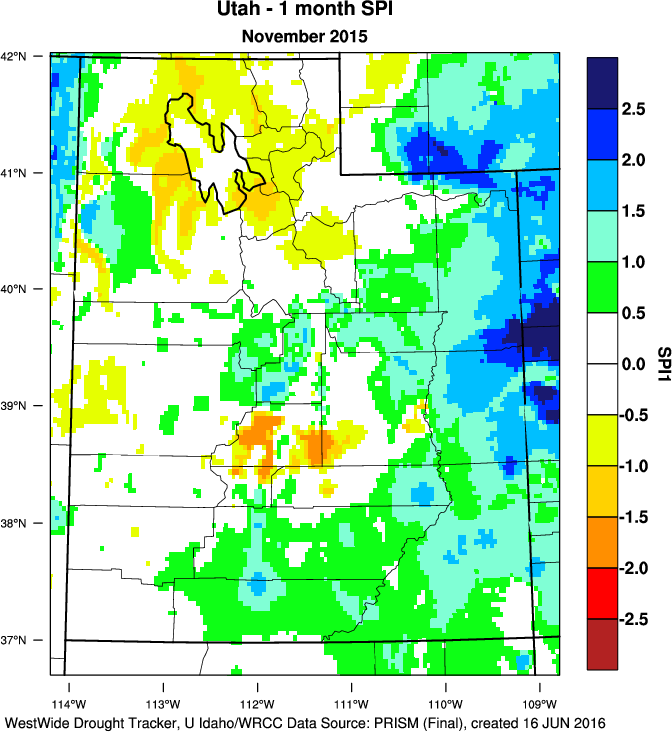 Utah - 1 month SPI
November 2015
42°N
41°N
40°N
39°N
38°N
37°N
114°W 113°W 112°W 111°W 110°W 109°W
2.5
2.0
1.5
1.0
0.5
0.0
-0.5
-1.0
-1.5
-2.0
-2.5
SPI1
WestWide Drought Tracker, U Idaho/WRCC Data Source: PRISM (Final), created 16 JUN 2016